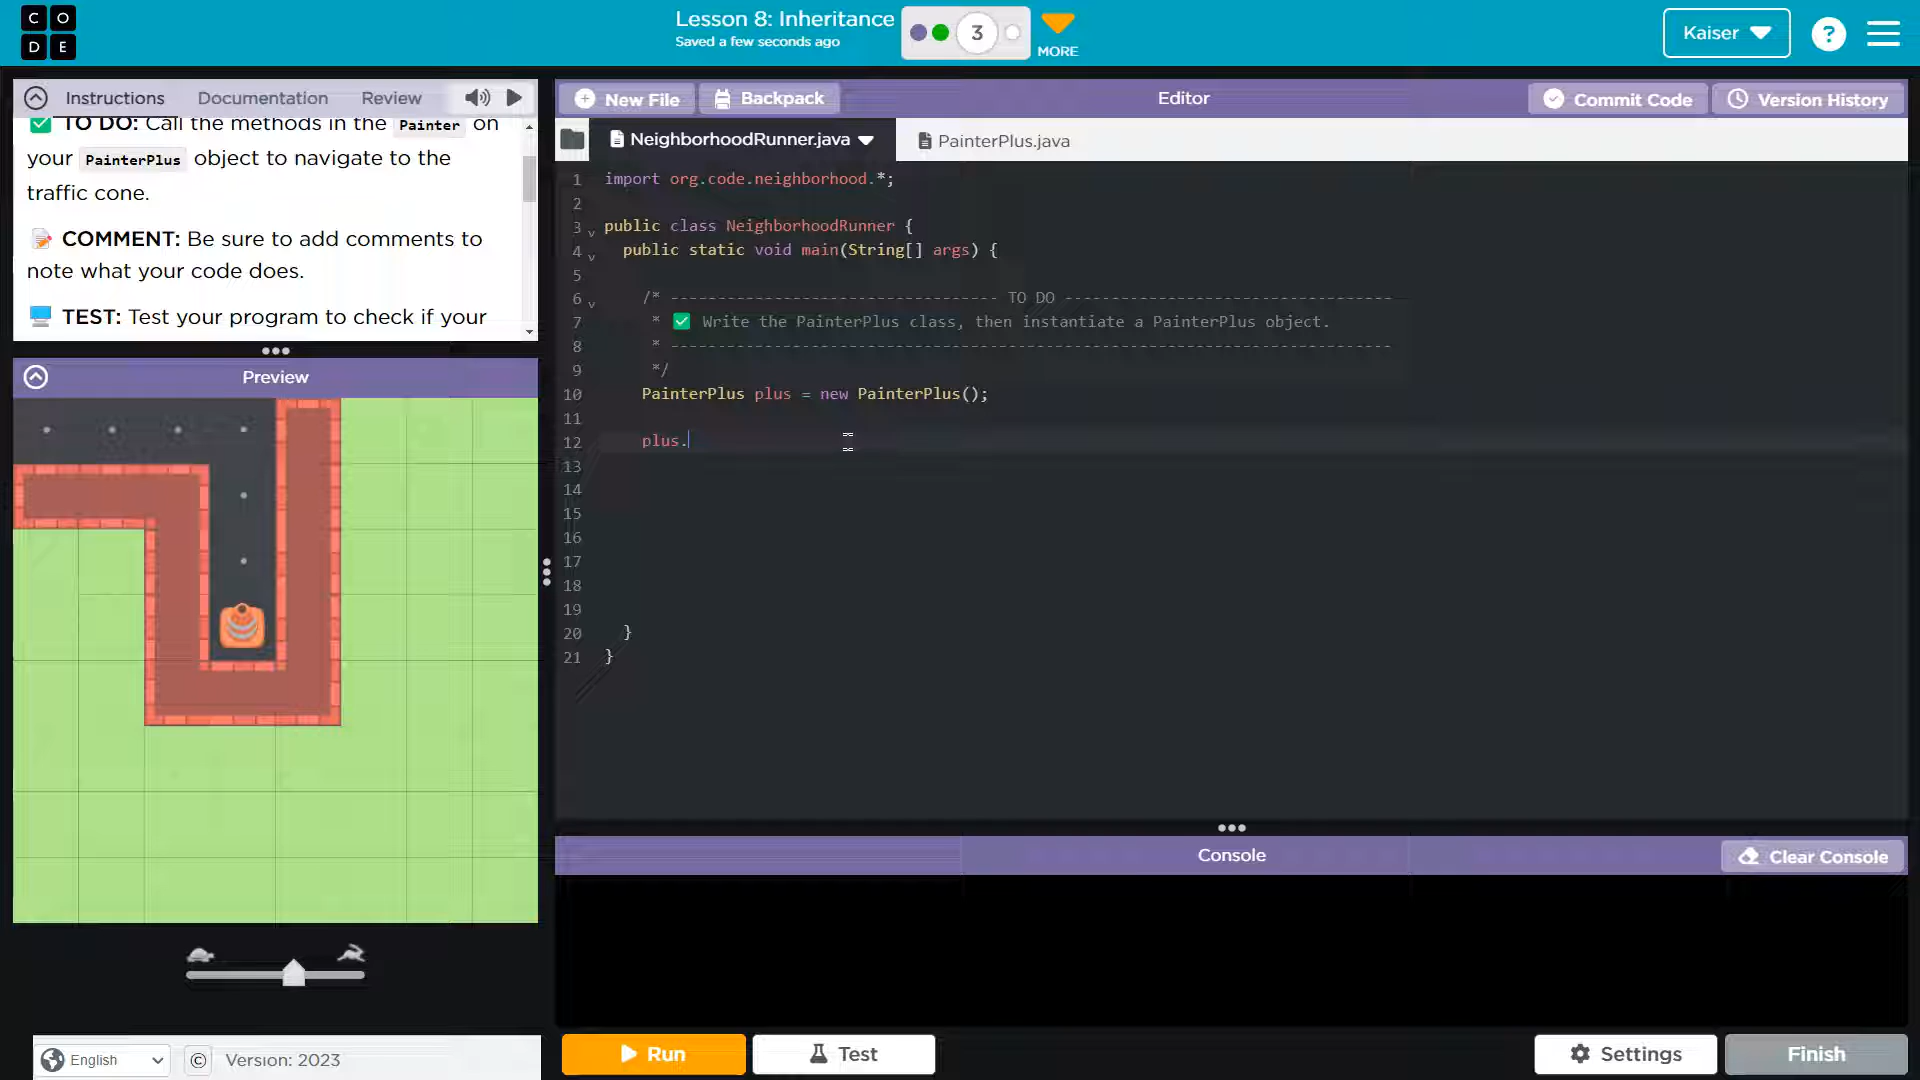 C O
D E
Lesson 8: Inheritance
Saved a few seconds ago
3
MORE
Kaiser
?
Instructions
Documentation
Review
TO DO: Call the methods in the Painter on
your PainterPlus object to navigate to the
traffic cone.
COMMENT: Be sure to add comments to
note what your code does.
TEST: Test your program to check if your
Preview
English
©
Version: 2023
New File
Backpack
Editor
Commit Code
Version History
NeighborhoodRunner.java
PainterPlus.java
1 import org.code.neighborhood.*;
2
3 public class NeighborhoodRunner {
4 public static void main(String[] args) {
5
6 /* ----------------------------------- TO DO -----------------------------------
7 * ✅ Write the PainterPlus class, then instantiate a PainterPlus object.
8 * -----------------------------------------------------------------------------
9 */
10 PainterPlus plus = new PainterPlus();
11
12 plus.
13
14
15
16
17
18
19
20 }
21 }
Console
Clear Console
Run
Test
Settings
Finish